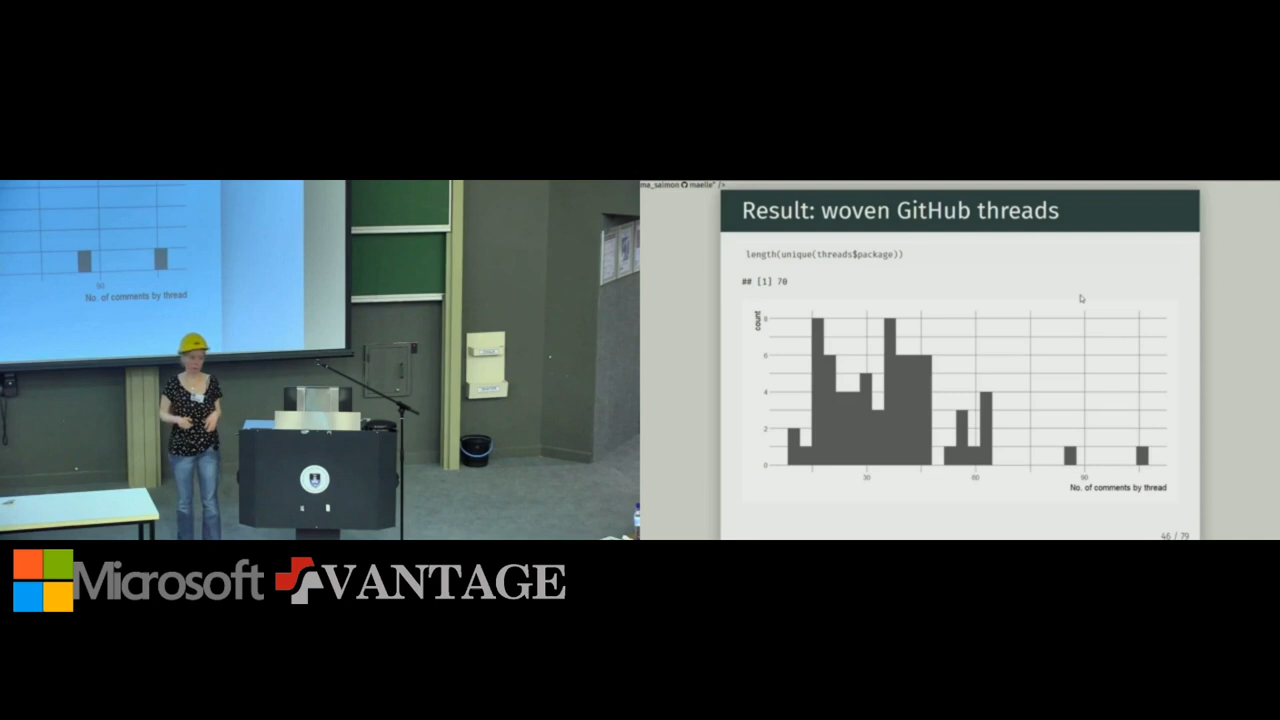 90
No. of comments by thread
ma_salmon maelle" />
Result: woven GitHub threads
length(unique(threads$package))
## [1] 70
count
8
6
4
2
0
30
60
90
No. of comments by thread
46 / 79
Microsoft
VANTAGE